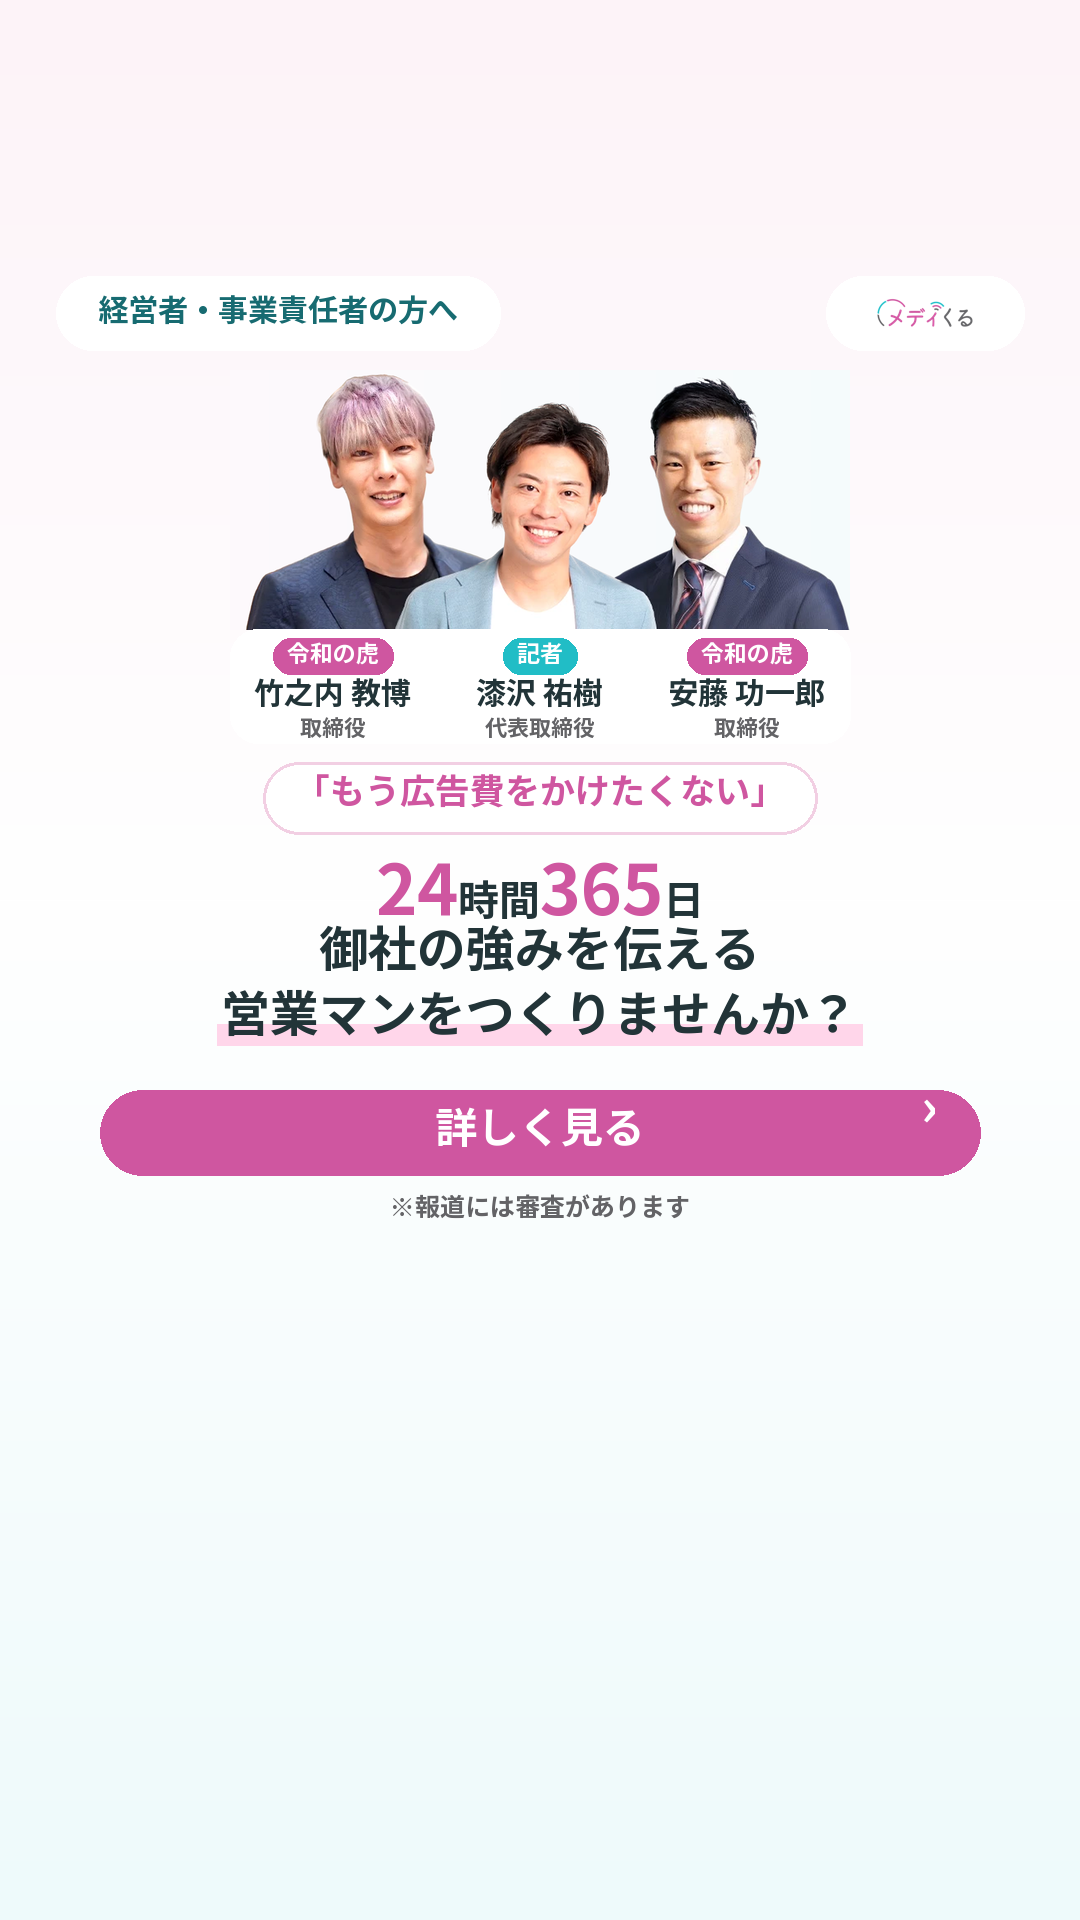 経営者・事業責任者の方へ
メディくる
令和の虎
竹之内 教博
取締役
記者
漆沢 祐樹
代表取締役
令和の虎
安藤 功一郎
取締役
「もう広告費をかけたくない」
24時間365日
御社の強みを伝える
営業マンをつくりませんか？
詳しく見る ›
※報道には審査があります